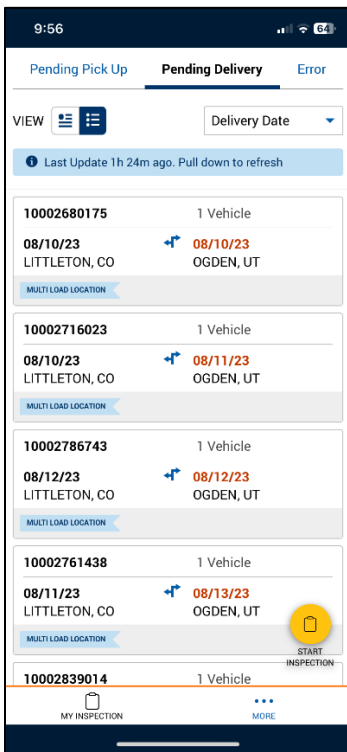 9:56
64
Pending Pick Up Pending Delivery Error
VIEW Delivery Date
Last Update 1h 24m ago. Pull down to refresh
10002680175 1 Vehicle
08/10/23 08/10/23
LITTLETON, CO OGDEN, UT
MULTI LOAD LOCATION
10002716023 1 Vehicle
08/10/23 08/11/23
LITTLETON, CO OGDEN, UT
MULTI LOAD LOCATION
10002786743 1 Vehicle
08/12/23 08/12/23
LITTLETON, CO OGDEN, UT
MULTI LOAD LOCATION
10002761438 1 Vehicle
08/11/23 08/13/23
LITTLETON, CO OGDEN, UT
MULTI LOAD LOCATION
START
INSPECTION
10002839014 1 Vehicle
MY INSPECTION MORE